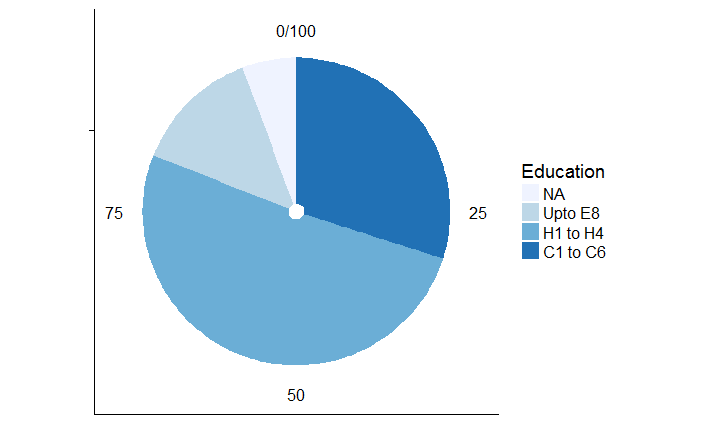 0/100
75
25
50
Education
NA
Upto E8
H1 to H4
C1 to C6